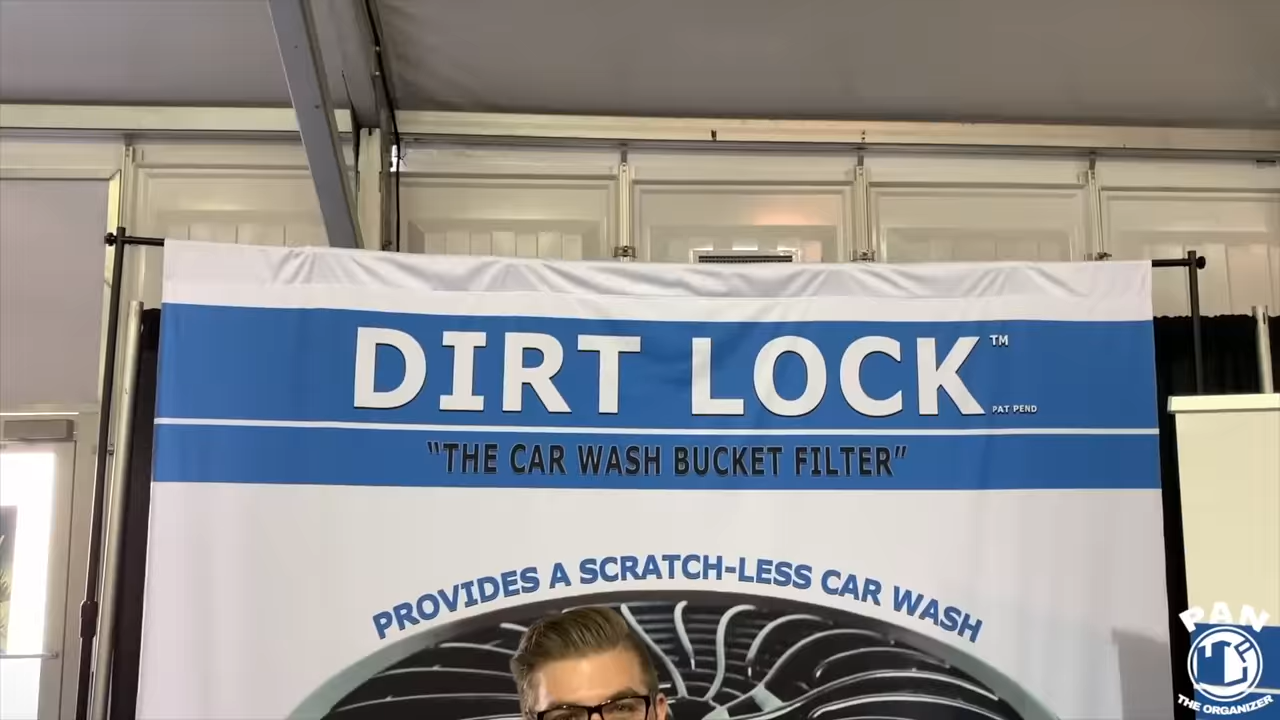 DIRT LOCK™
PAT PEND
“THE CAR WASH BUCKET FILTER”
PROVIDES A SCRATCH-LESS CAR WASH
PAN
THE ORGANIZER